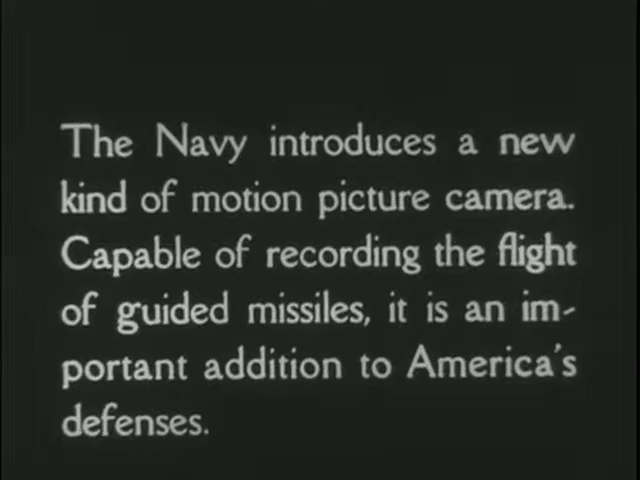 The Navy introduces a new
kind of motion picture camera.
Capable of recording the flight
of guided missiles, it is an im-
portant addition to America's
defenses.